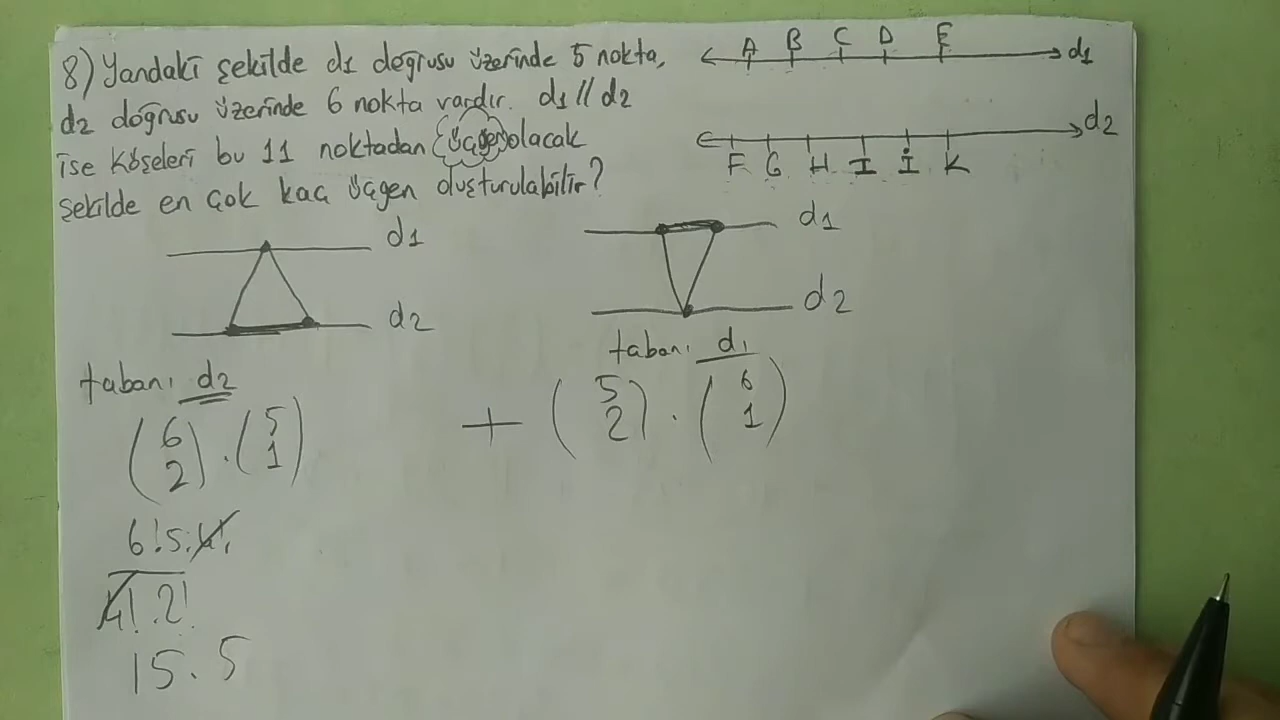 8) Yandaki şekilde d1 doğrusu üzerinde 5 nokta,
d2 doğrusu üzerinde 6 nokta vardır. d1 // d2
ise köşeleri bu 11 noktadan (üçgen) olacak
şekilde en çok kaç üçgen oluşturulabilir?
A B C D E d1
d2
F G H I İ K
d1
d2
d1
d2
tabanı d2
tabanı d1
(6 2) . (5 1) + (5 2) . (6 1)
6!5.4!
4!.2!
15.5